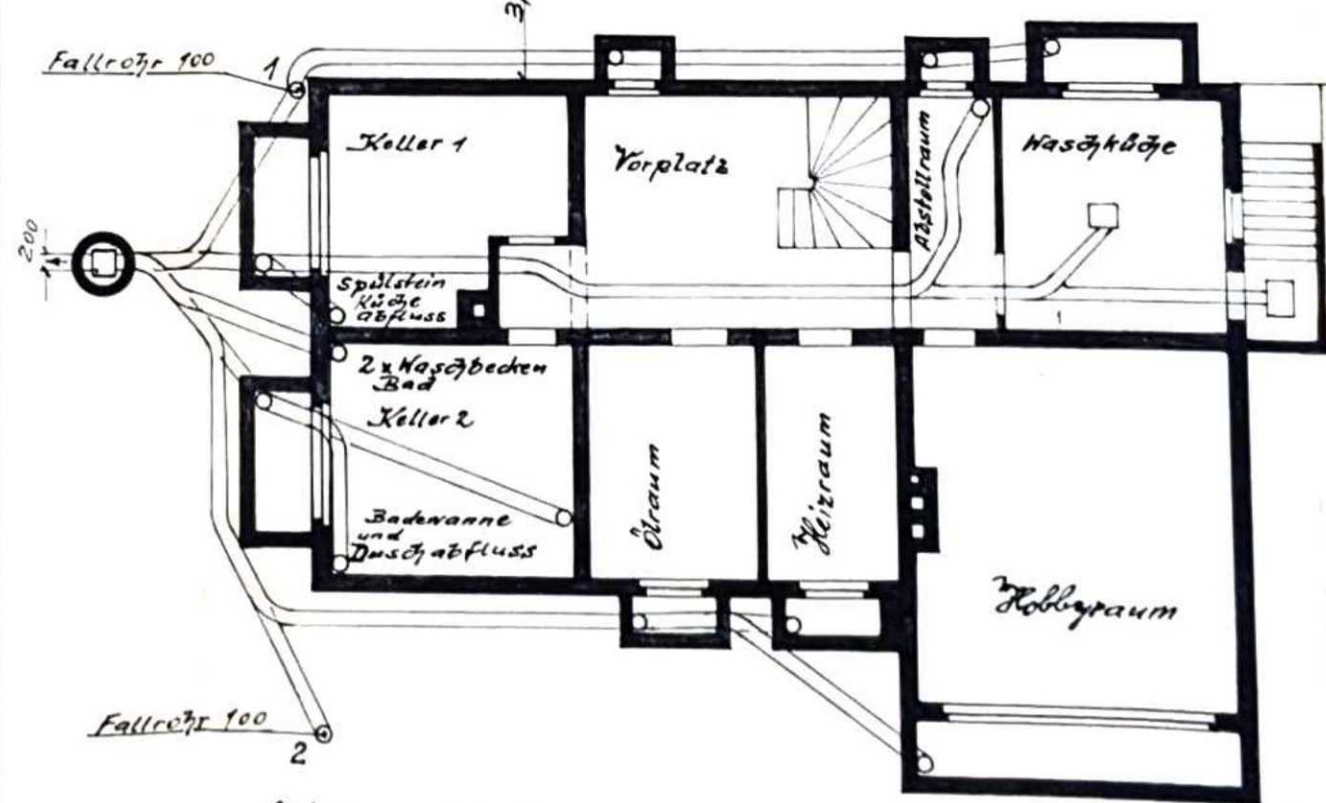 3
Fallrohr 100
1
Keller 1
Vorplatz
Abstellraum
Waschküche
200
Spülstein
Küche
abfluss
2 x Waschbecken
Bad
Keller 2
Badewanne
und
Duschabfluss
Ölraum
Heizraum
Hobbyraum
Fallrohr 100
2